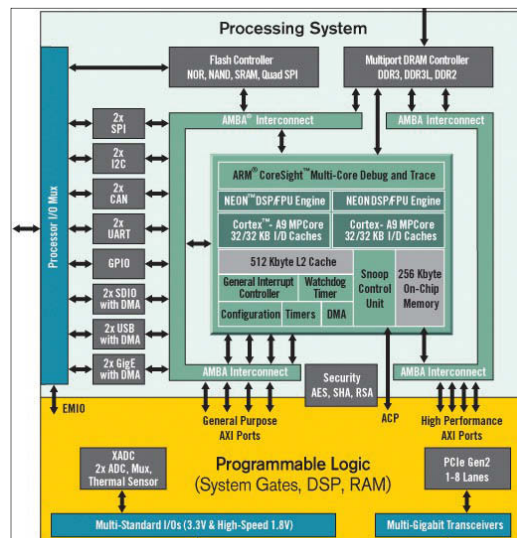 Processing System
Flash Controller
NOR, NAND, SRAM, Quad SPI
Multiport DRAM Controller
DDR3, DDR3L, DDR2
Processor I/O Mux
2x
SPI
2x
I2C
2x
CAN
2x
UART
GPIO
2x SDIO
with DMA
2x USB
with DMA
2x GigE
with DMA
AMBA® Interconnect
AMBA Interconnect
ARM® CoreSight™ Multi-Core Debug and Trace
NEON™ DSP/FPU Engine
NEON DSP/FPU Engine
Cortex™- A9 MPCore
32/32 KB I/D Caches
Cortex- A9 MPCore
32/32 KB I/D Caches
512 Kbyte L2 Cache
General Interrupt
Controller
Watchdog
Timer
Configuration
Timers
DMA
Snoop
Control
Unit
256 Kbyte
On-Chip
Memory
AMBA Interconnect
AMBA Interconnect
Security
AES, SHA, RSA
EMIO
General Purpose
AXI Ports
ACP
High Performance
AXI Ports
XADC
2x ADC, Mux,
Thermal Sensor
Programmable Logic
(System Gates, DSP, RAM)
PCIe Gen2
1-8 Lanes
Multi-Standard I/Os (3.3V & High-Speed 1.8V)
Multi-Gigabit Transceivers